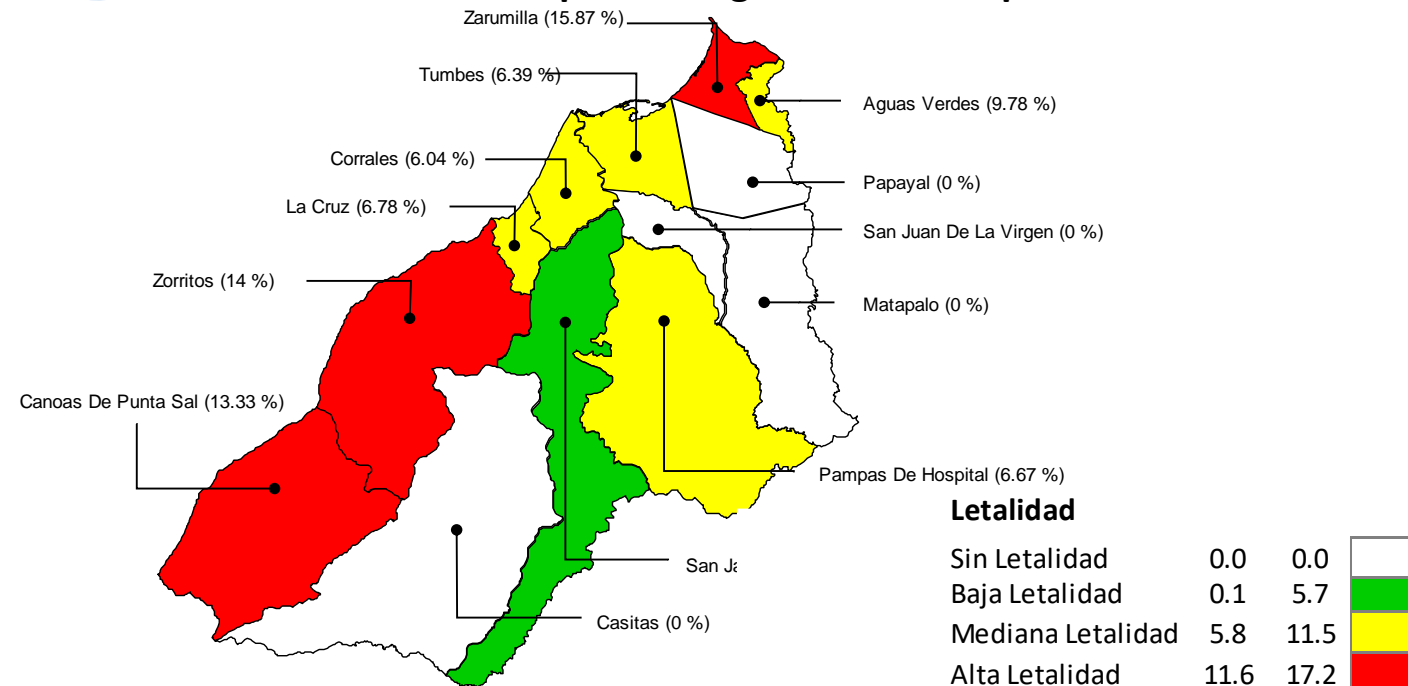 Zarumilla (15.87 %)
Tumbes (6.39 %)
Aguas Verdes (9.78 %)
Corrales (6.04 %)
Papayal (0 %)
La Cruz (6.78 %)
San Juan De La Virgen (0 %)
Zorritos (14 %)
Matapalo (0 %)
Canoas De Punta Sal (13.33 %)
Pampas De Hospital (6.67 %)
San
Casitas (0 %)
Letalidad
Sin Letalidad 0.0 0.0
Baja Letalidad 0.1 5.7
Mediana Letalidad 5.8 11.5
Alta Letalidad 11.6 17.2